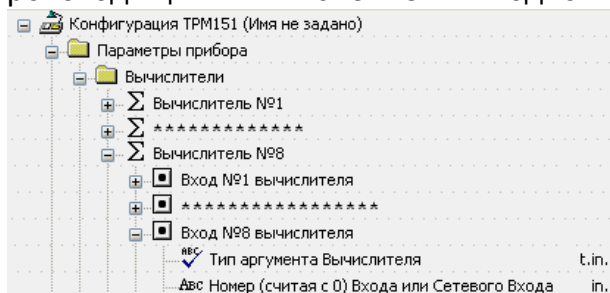 Конфигурация ТРМ151 (Имя не задано)
Параметры прибора
Вычислители
Вычислитель №1
*************
Вычислитель №8
Вход №1 вычислителя
*****************
Вход №8 вычислителя
Тип аргумента Вычислителя t.in.
Номер (считая с 0) Входа или Сетевого Входа in.